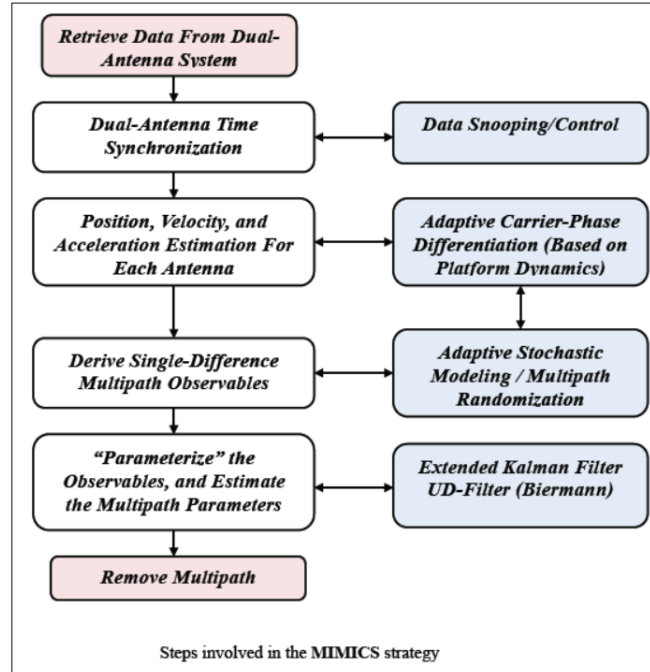 Retrieve Data From Dual-
Antenna System
Dual-Antenna Time
Synchronization
Data Snooping/Control
Position, Velocity, and
Acceleration Estimation For
Each Antenna
Adaptive Carrier-Phase
Differentiation (Based on
Platform Dynamics)
Derive Single-Difference
Multipath Observables
Adaptive Stochastic
Modeling / Multipath
Randomization
“Parameterize” the
Observables, and Estimate
the Multipath Parameters
Extended Kalman Filter
UD-Filter (Biermann)
Remove Multipath
Steps involved in the MIMICS strategy